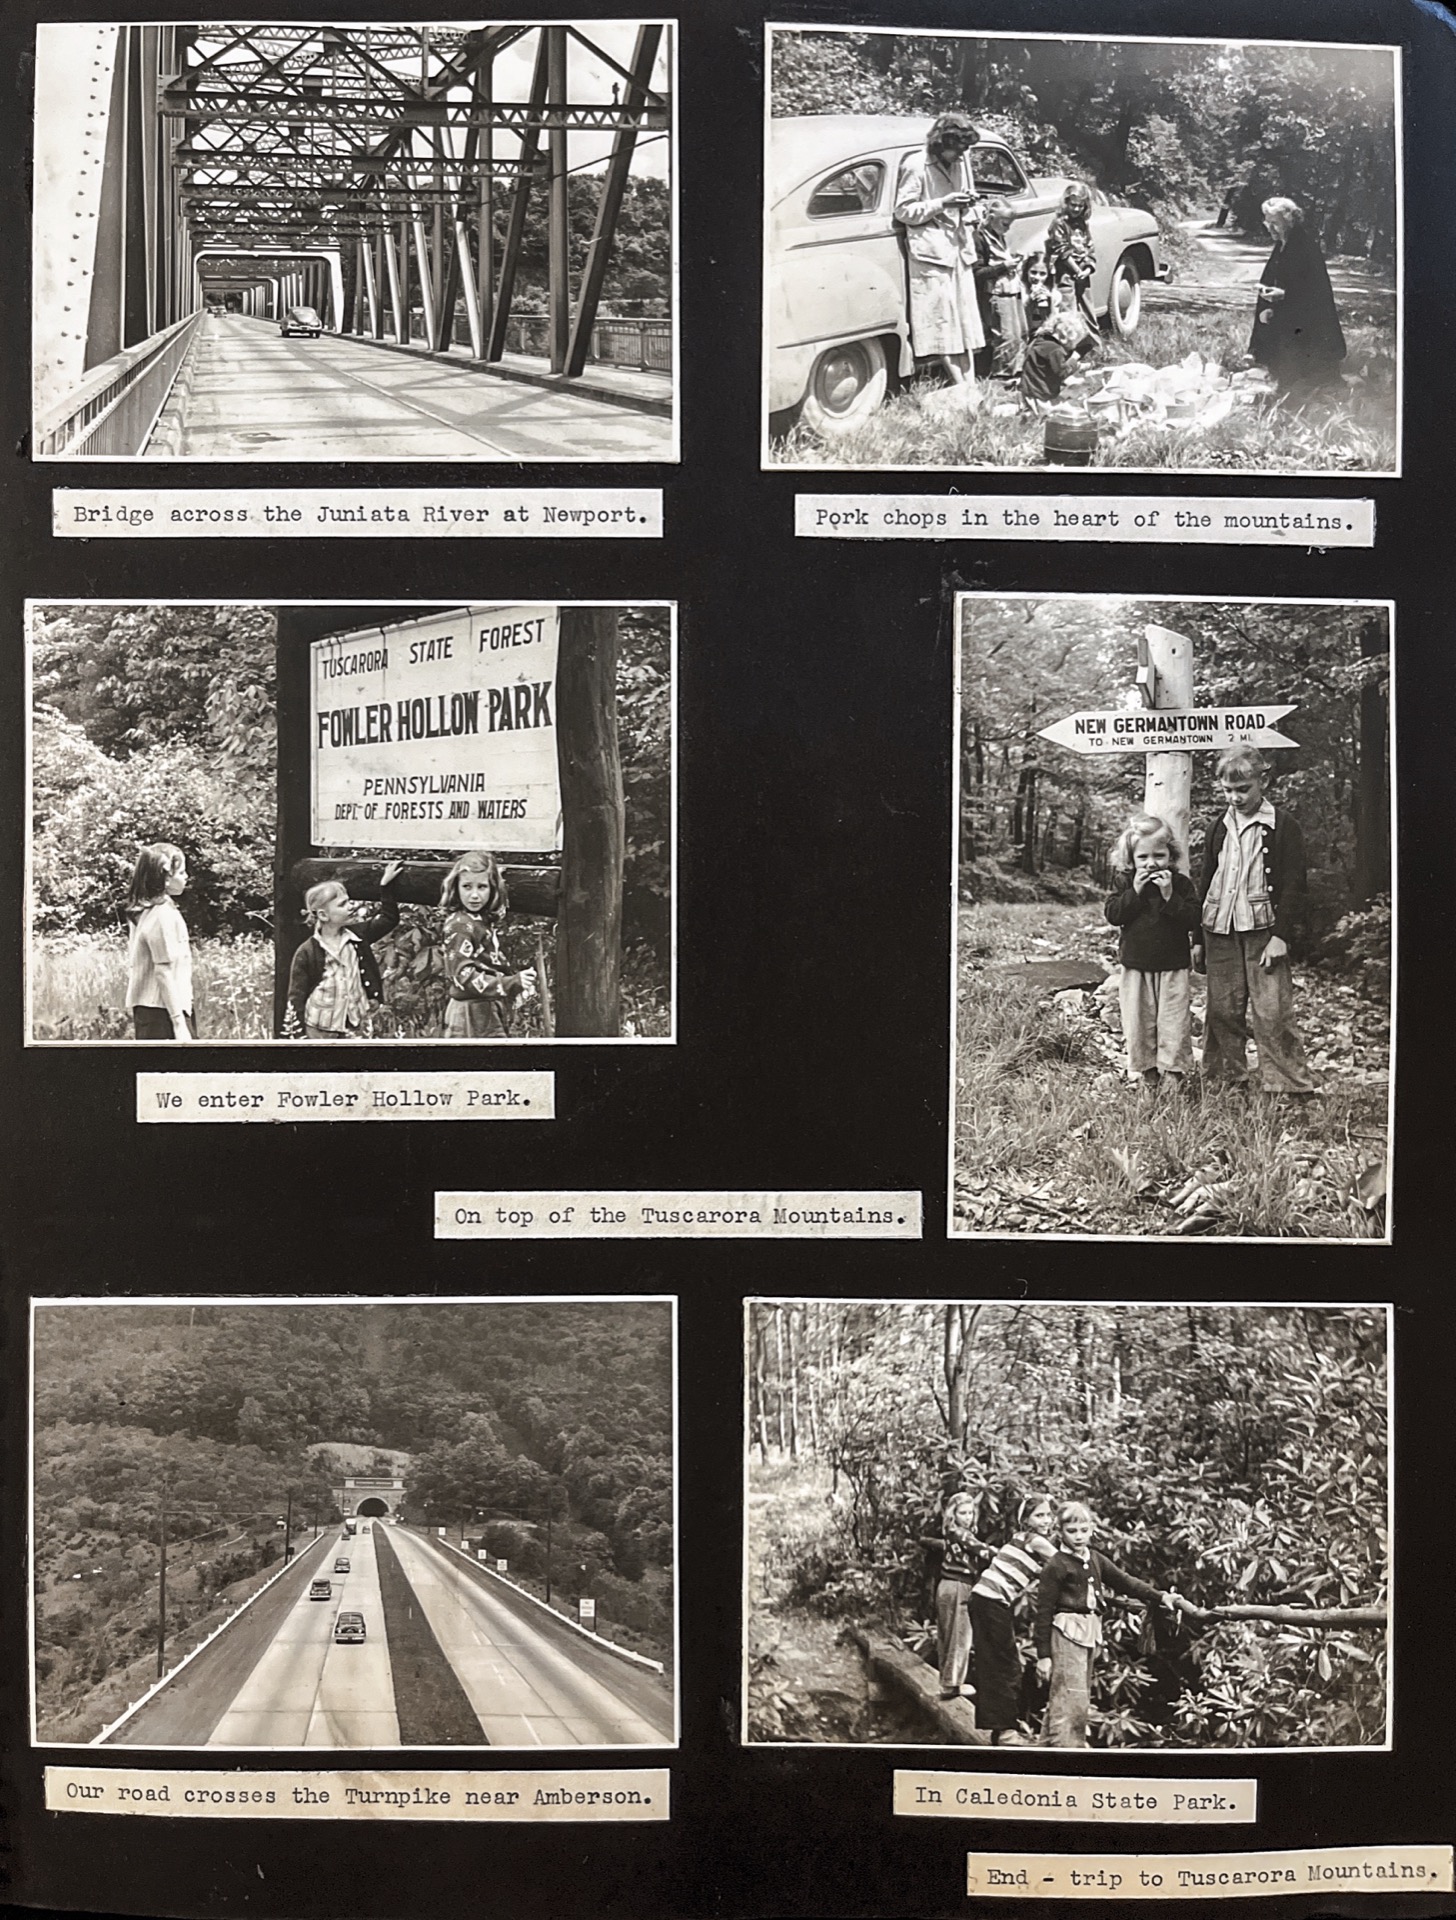 Bridge across the Juniata River at Newport.
Pork chops in the heart of the mountains.
TUSCARORA STATE FOREST
FOWLER HOLLOW PARK
PENNSYLVANIA
DEPT. OF FORESTS AND WATERS
We enter Fowler Hollow Park.
NEW GERMANTOWN ROAD
TO NEW GERMANTOWN 2 MI.
On top of the Tuscarora Mountains.
Our road crosses the Turnpike near Amberson.
In Caledonia State Park.
End - trip to Tuscarora Mountains.